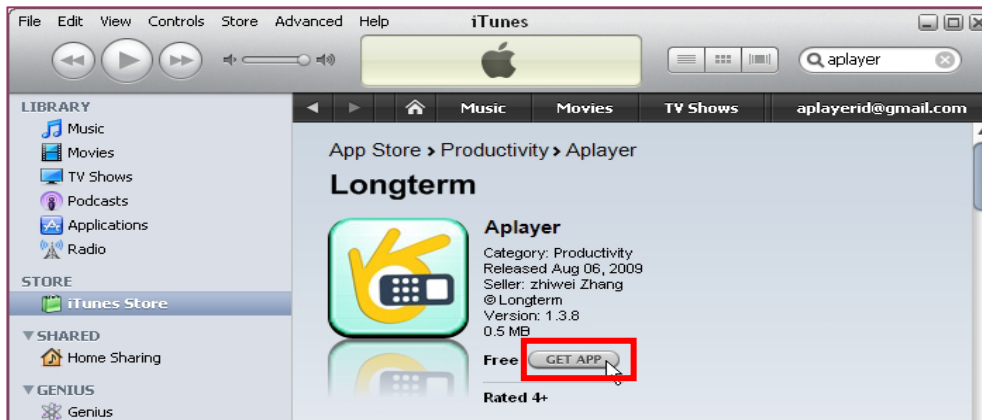 File Edit View Controls Store Advanced Help iTunes
aplayer
LIBRARY
Music
Movies
TV Shows
Podcasts
Applications
Radio
STORE
iTunes Store
SHARED
Home Sharing
GENIUS
Genius
Music Movies TV Shows aplayerid@gmail.com
App Store > Productivity > Aplayer
Longterm
Aplayer
Category: Productivity
Released Aug 06, 2009
Seller: zhiwei Zhang
© Longterm
Version: 1.3.8
0.5 MB
Free GET APP
Rated 4+